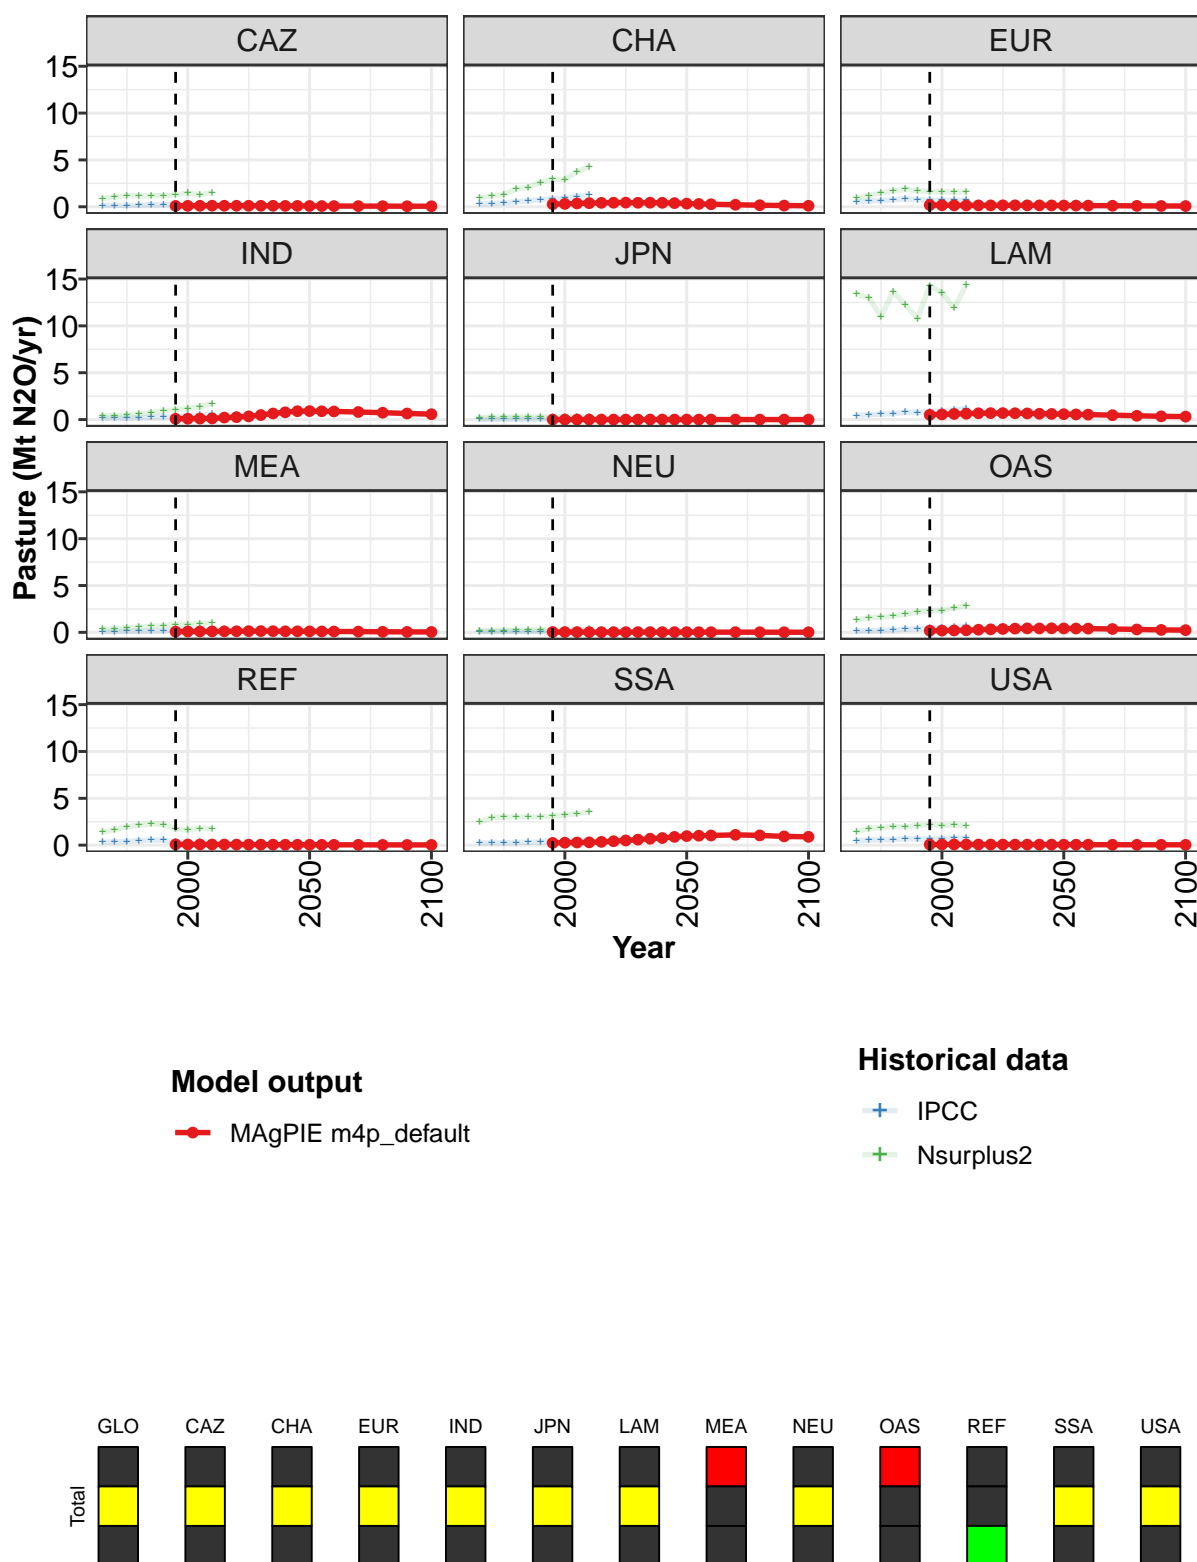 CAZ CHA EUR
15
10
5
0
IND JPN LAM
15
10
5
0
MEA NEU OAS
15
10
5
0
REF SSA USA
15
10
5
0
2000 2050 2100 2000 2050 2100 2000 2050 2100
Pasture (Mt N2O/yr)
Year
Model output
MAgPIE m4p_default
Historical data
IPCC
Nsurplus2
GLO CAZ CHA EUR IND JPN LAM MEA NEU OAS REF SSA USA
Total